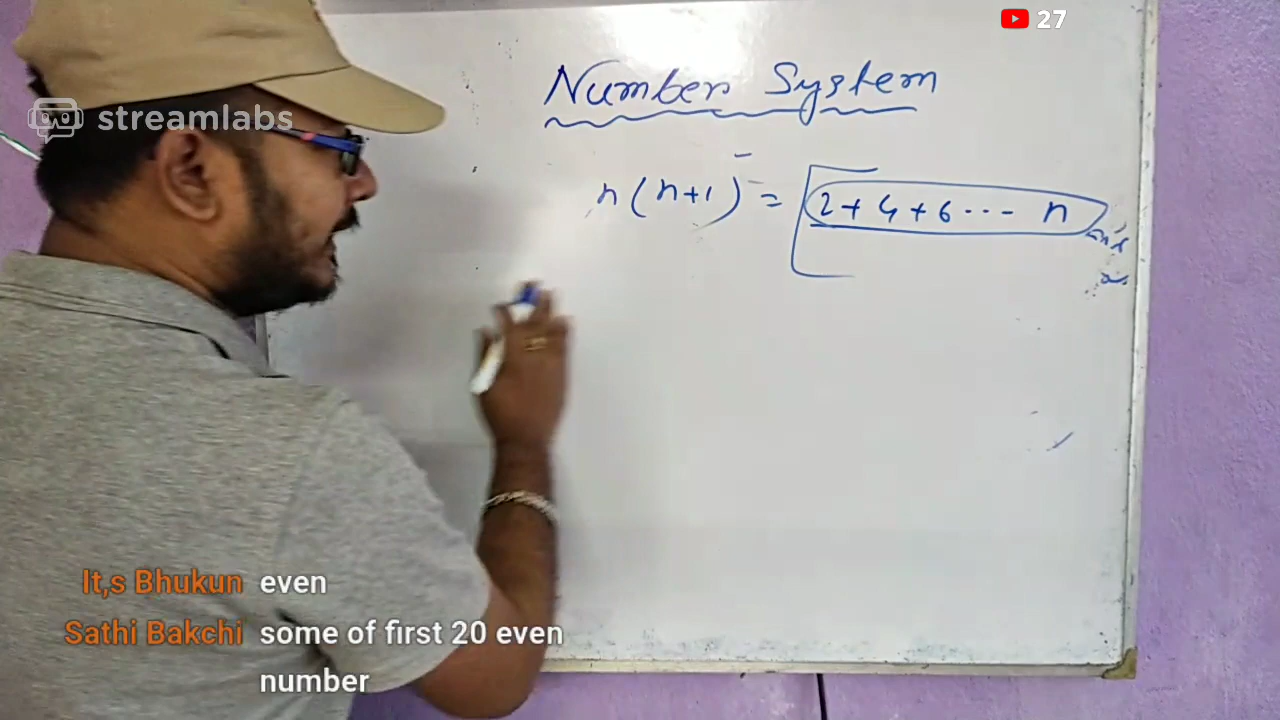 27
streamlabs
Number System
n(n+1) = 2+4+6... n
It,s Bhukun even
Sathi Bakchi some of first 20 even
number